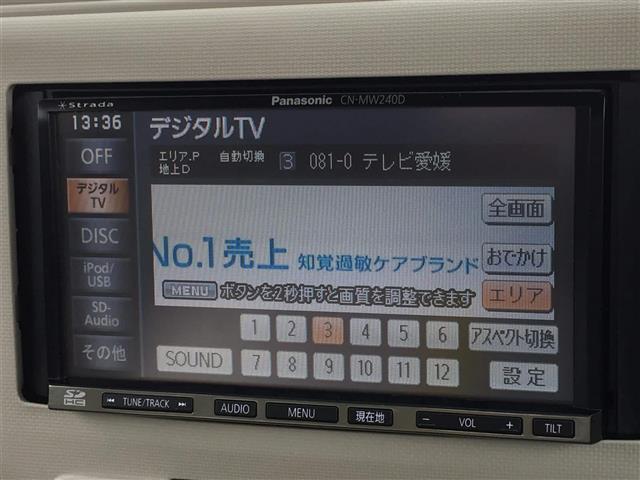 Strada
Panasonic CN-MW240D
13:36
デジタルTV
OFF
エリア.P
地上D
自動切換
3 081-0 テレビ愛媛
デジタル
TV
全画面
DISC
No.1売上 知覚過敏ケアブランド
おでかけ
iPod/
USB
MENU ボタンを2秒押すと画質を調整できます
エリア
SD-
Audio
1 2 3 4 5 6
アスペクト切換
その他
SOUND
7 8 9 10 11 12
設定
SD
HC
TUNE/TRACK
AUDIO
MENU
現在地
− VOL +
TILT